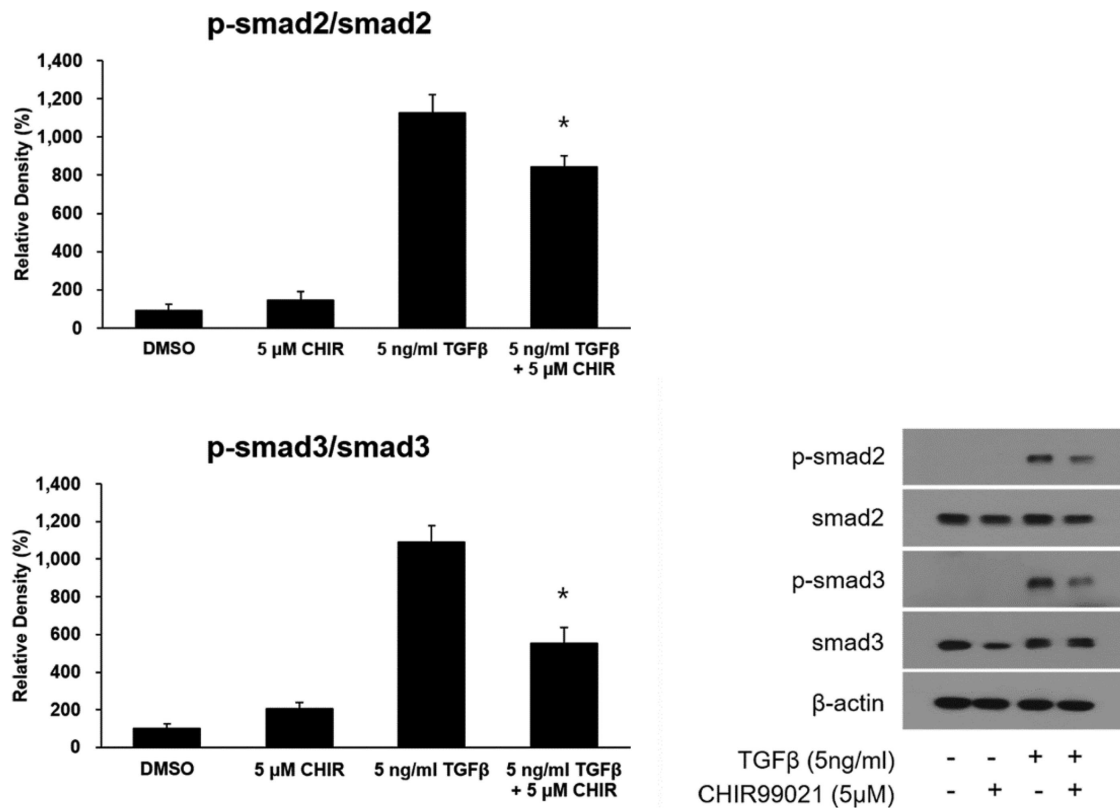 p-smad2/smad2
Relative Density (%)
1,400
1,200
1,000
800
600
400
200
0
*
DMSO
5 µM CHIR
5 ng/ml TGFβ
5 ng/ml TGFβ
+ 5 µM CHIR
p-smad3/smad3
Relative Density (%)
1,400
1,200
1,000
800
600
400
200
0
*
DMSO
5 µM CHIR
5 ng/ml TGFβ
5 ng/ml TGFβ
+ 5 µM CHIR
p-smad2
smad2
p-smad3
smad3
β-actin
TGFβ (5ng/ml) - - + +
CHIR99021 (5µM) - + - +